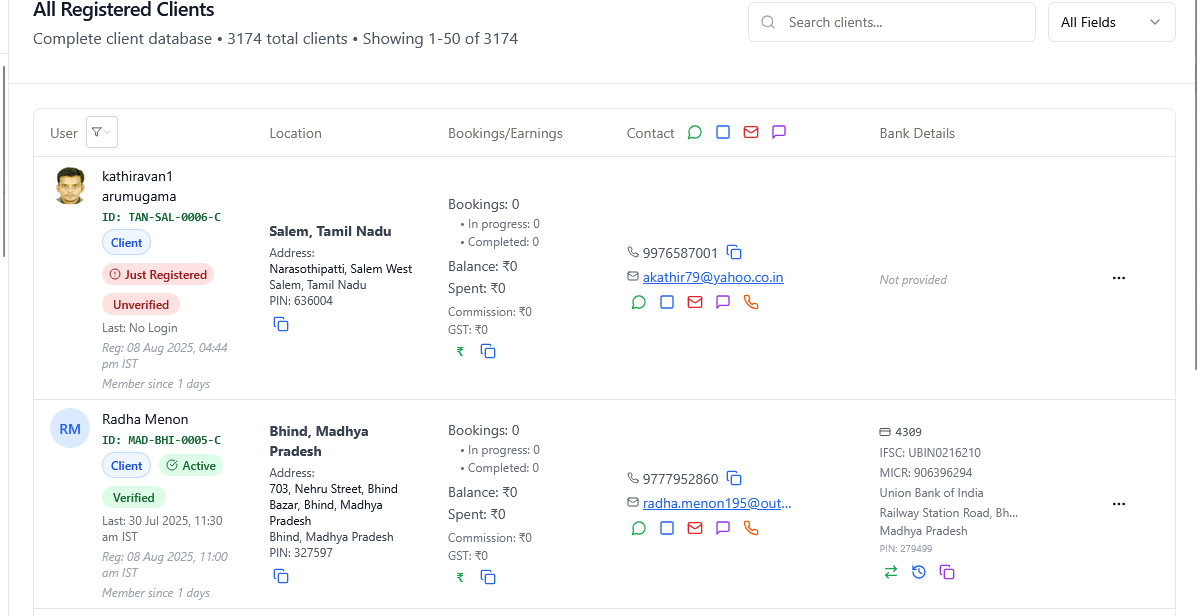 All Registered Clients
Complete client database • 3174 total clients • Showing 1-50 of 3174
Search clients...
All Fields
User
Location
Bookings/Earnings
Contact
Bank Details
kathiravan1
arumugama
ID: TAN-SAL-0006-C
Client
Just Registered
Unverified
Last: No Login
Reg: 08 Aug 2025, 04:44
pm IST
Member since 1 days
Salem, Tamil Nadu
Address:
Narasothipatti, Salem West
Salem, Tamil Nadu
PIN: 636004
Bookings: 0
• In progress: 0
• Completed: 0
Balance: ₹0
Spent: ₹0
Commission: ₹0
GST: ₹0
₹
9976587001
akathir79@yahoo.co.in
Not provided
RM
Radha Menon
ID: MAD-BHI-0005-C
Client
Active
Verified
Last: 30 Jul 2025, 11:30
am IST
Reg: 08 Aug 2025, 11:00
am IST
Member since 1 days
Bhind, Madhya
Pradesh
Address:
703, Nehru Street, Bhind
Bazar, Bhind, Madhya
Pradesh
Bhind, Madhya Pradesh
PIN: 327597
Bookings: 0
• In progress: 0
• Completed: 0
Balance: ₹0
Spent: ₹0
Commission: ₹0
GST: ₹0
₹
9777952860
radha.menon195@out...
4309
IFSC: UBIN0216210
MICR: 906396294
Union Bank of India
Railway Station Road, Bh...
Madhya Pradesh
PIN: 279499